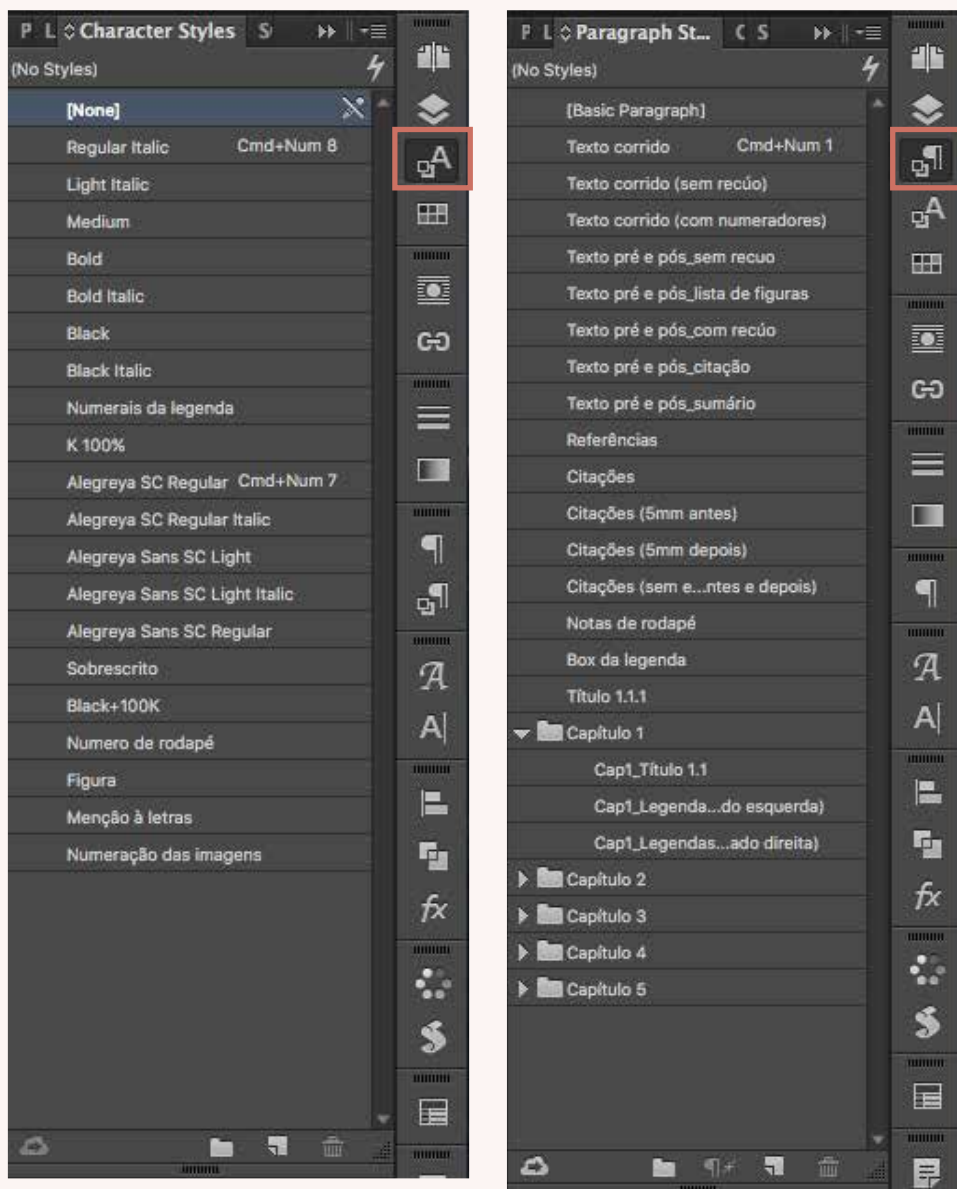 P L Character Styles S
(No Styles)
[None]
Regular Italic Cmd+Num 8
Light Italic
Medium
Bold
Bold Italic
Black
Black Italic
Numerais da legenda
K 100%
Alegreya SC Regular Cmd+Num 7
Alegreya SC Regular Italic
Alegreya Sans SC Light
Alegreya Sans SC Light Italic
Alegreya Sans SC Regular
Sobrescrito
Black+100K
Numero de rodapé
Figura
Menção à letras
Numeração das imagens
P L Paragraph St... C S
(No Styles)
[Basic Paragraph]
Texto corrido Cmd+Num 1
Texto corrido (sem recúo)
Texto corrido (com numeradores)
Texto pré e pós_sem recuo
Texto pré e pós_lista de figuras
Texto pré e pós_com recúo
Texto pré e pós_citação
Texto pré e pós_sumário
Referências
Citações
Citações (5mm antes)
Citações (5mm depois)
Citações (sem e...ntes e depois)
Notas de rodapé
Box da legenda
Título 1.1.1
Capítulo 1
Cap1_Título 1.1
Cap1_Legenda...do esquerda)
Cap1_Legendas...ado direita)
Capítulo 2
Capítulo 3
Capítulo 4
Capítulo 5